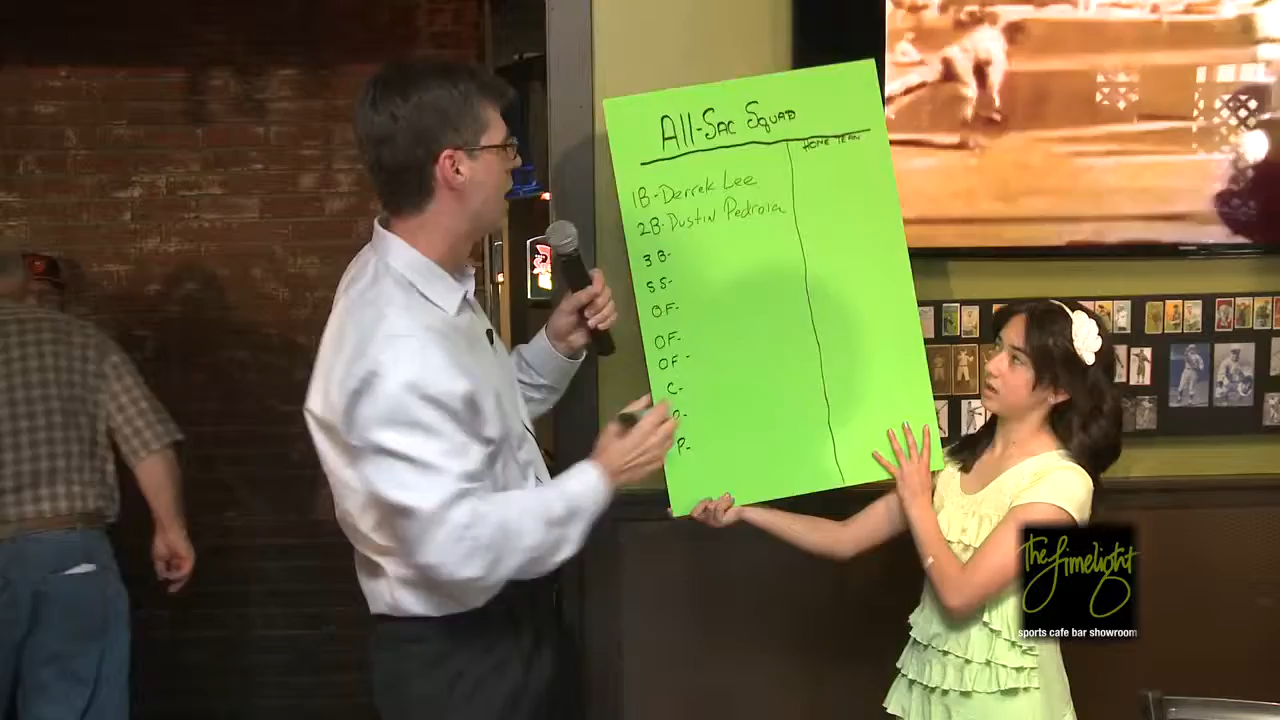 All-Sac Squad
Home Team
1B-Derrek Lee
2B-Dustin Pedroia
3B-
SS-
OF-
OF-
OF-
C-
P-
The Limelight
sports cafe bar showroom